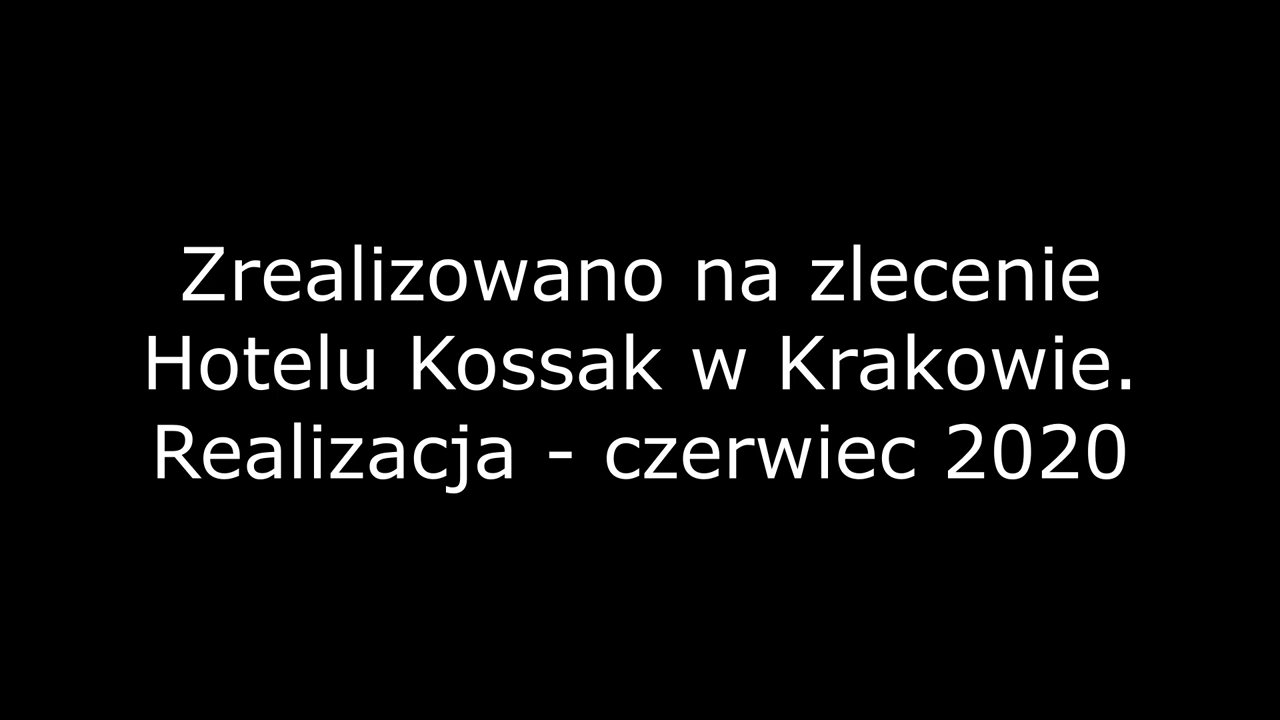 Zrealizowano na zlecenie
Hotelu Kossak w Krakowie.
Realizacja - czerwiec 2020